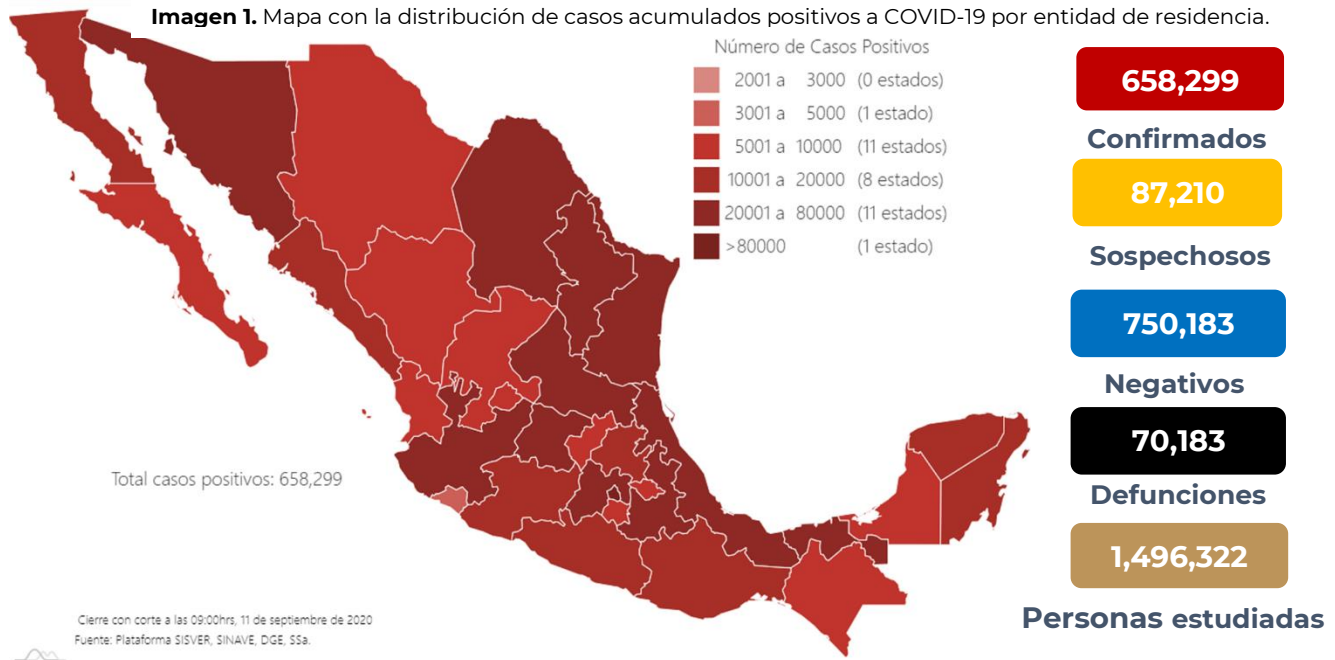 Imagen 1. Mapa con la distribución de casos acumulados positivos a COVID-19 por entidad de residencia.
Número de Casos Positivos
2001 a 3000 (0 estados)
3001 a 5000 (1 estado)
5001 a 10000 (11 estados)
10001 a 20000 (8 estados)
20001 a 80000 (11 estados)
>80000 (1 estado)
658,299
Confirmados
87,210
Sospechosos
750,183
Negativos
70,183
Defunciones
1,496,322
Personas estudiadas
Total casos positivos: 658,299
Cierre con corte a las 09:00hrs, 11 de septiembre de 2020
Fuente: Plataforma SISVER, SINAVE, DGE, SSa.